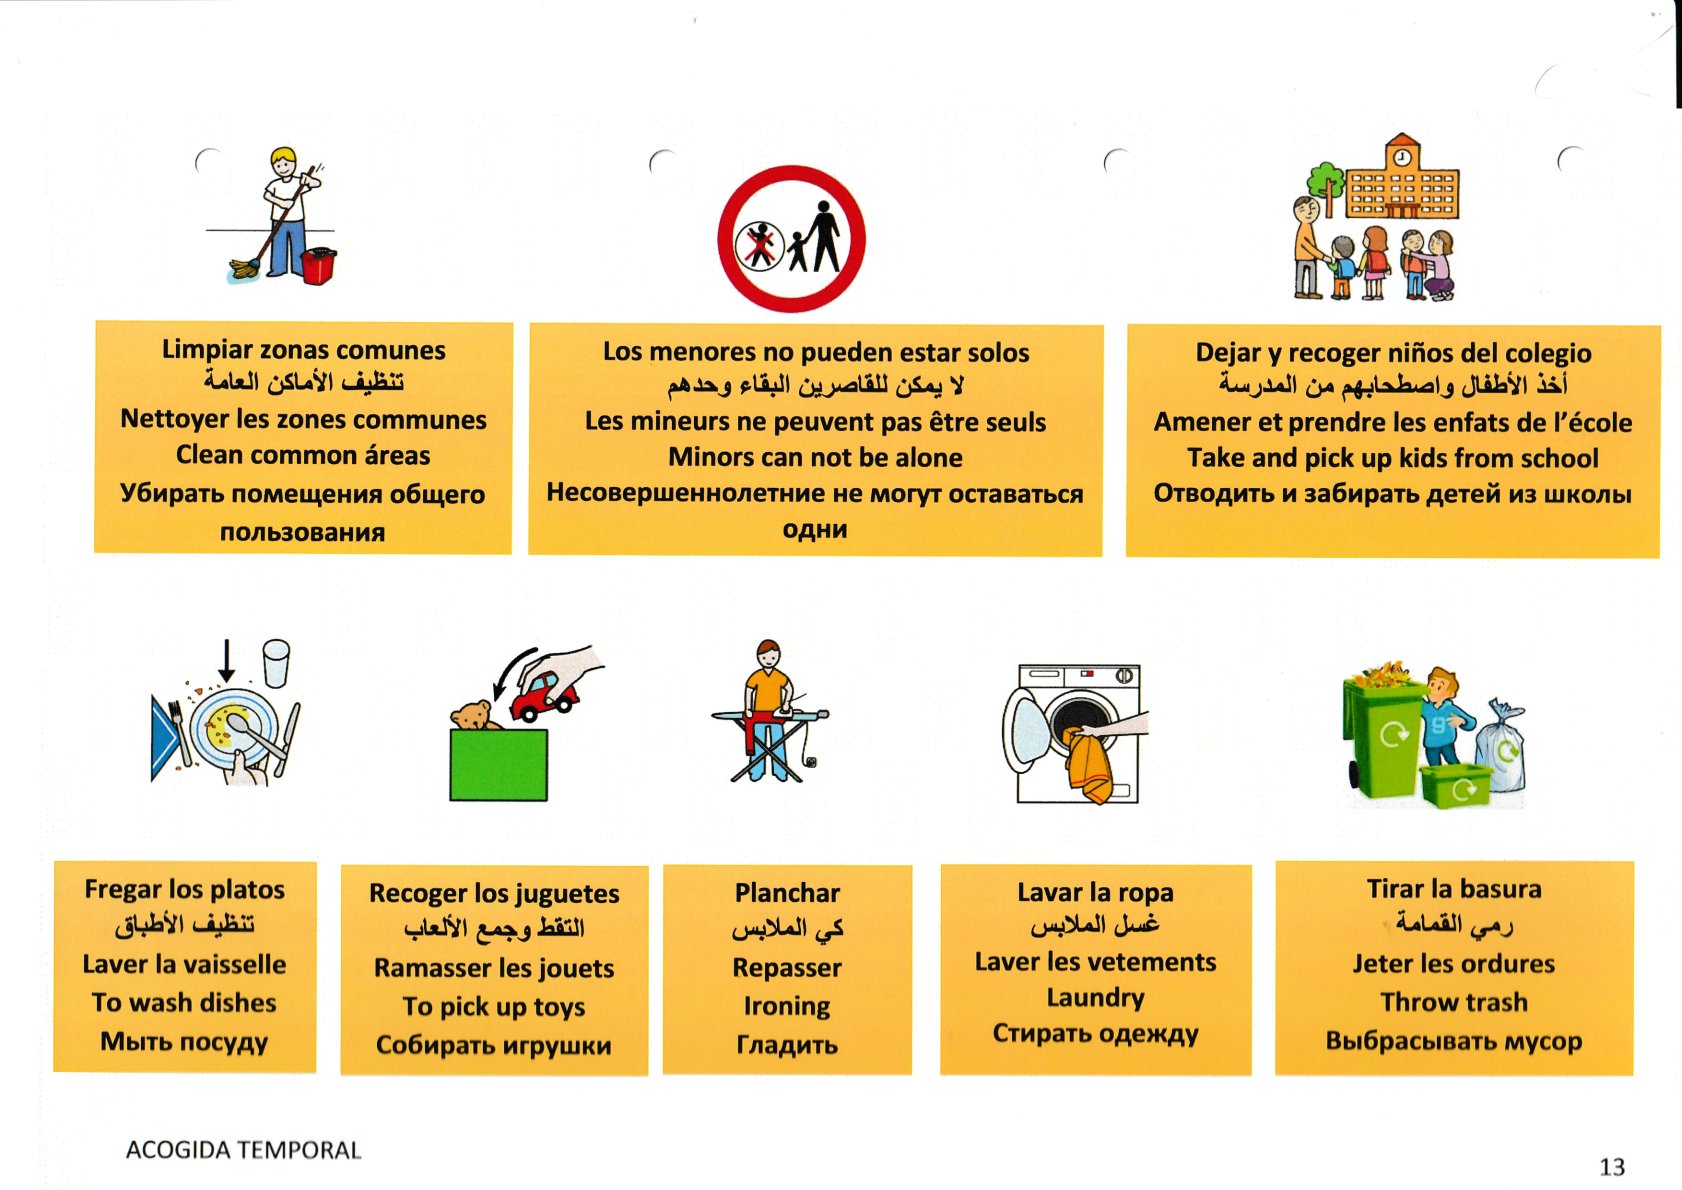 Limpiar zonas comunes
تنظيف الأماكن العامة
Nettoyer les zones communes
Clean common áreas
Убирать помещения общего
пользования
Los menores no pueden estar solos
لا يمكن للقاصرين البقاء وحدهم
Les mineurs ne peuvent pas être seuls
Minors can not be alone
Несовершеннолетние не могут оставаться
одни
Dejar y recoger niños del colegio
أخذ الأطفال واصطحابهم من المدرسة
Amener et prendre les enfats de l’école
Take and pick up kids from school
Отводить и забирать детей из школы
Fregar los platos
تنظيف الأطباق
Laver la vaisselle
To wash dishes
Мыть посуду
Recoger los juguetes
التقط وجمع الألعاب
Ramasser les jouets
To pick up toys
Собирать игрушки
Planchar
كي الملابس
Repasser
Ironing
Гладить
Lavar la ropa
غسل الملابس
Laver les vetements
Laundry
Стирать одежду
Tirar la basura
رمي القمامة
Jeter les ordures
Throw trash
Выбрасывать мусор
ACOGIDA TEMPORAL
13